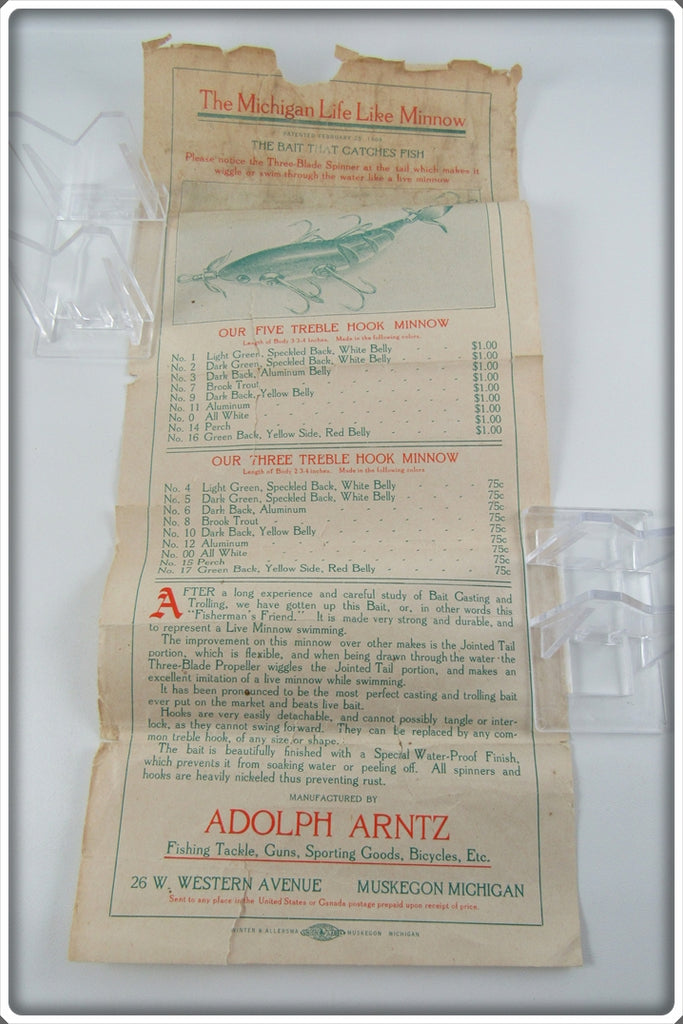 The Michigan Life Like Minnow
PATENTED FEBRUARY 25, 1908
THE BAIT THAT CATCHES FISH
Please notice the Three-Blade Spinner at the tail which makes it
wiggle or swim through the water like a live minnow
OUR FIVE TREBLE HOOK MINNOW
Length of Body 3 3-4 Inches. Made in the following colors.
No. 1 Light Green, Speckled Back, White Belly $1.00
No. 2 Dark Green, Speckled Back, White Belly $1.00
No. 3 Dark Back, Aluminum Belly $1.00
No. 7 Brook Trout $1.00
No. 9 Dark Back, Yellow Belly $1.00
No. 11 Aluminum $1.00
No. 0 All White $1.00
No. 14 Perch $1.00
No. 16 Green Back, Yellow Side, Red Belly $1.00
OUR THREE TREBLE HOOK MINNOW
Length of Body 2 3-4 inches. Made in the following colors
No. 4 Light Green, Speckled Back, White Belly 75c
No. 5 Dark Green, Speckled Back, White Belly 75c
No. 6 Dark Back, Aluminum 75c
No. 8 Brook Trout 75c
No. 10 Dark Back, Yellow Belly 75c
No. 12 Aluminum 75c
No. 00 All White 75c
No. 15 Perch 75c
No. 17 Green Back, Yellow Side, Red Belly 75c
AFTER a long experience and careful study of Bait Casting and
Trolling, we have gotten up this Bait, or, in other words this
"Fisherman's Friend." It is made very strong and durable, and
to represent a Live Minnow swimming.
The improvement on this minnow over other makes is the Jointed Tail
portion, which is flexible, and when being drawn through the water the
Three-Blade Propeller wiggles the Jointed Tail portion, and makes an
excellent imitation of a live minnow while swimming.
It has been pronounced to be the most perfect casting and trolling bait
ever put on the market and beats live bait.
Hooks are very easily detachable, and cannot possibly tangle or inter-
lock, as they cannot swing forward. They can be replaced by any com-
mon treble hook, of any size or shape.
The bait is beautifully finished with a Special Water-Proof Finish,
which prevents it from soaking water or peeling off. All spinners and
hooks are heavily nickeled thus preventing rust.
MANUFACTURED BY
ADOLPH ARNTZ
Fishing Tackle, Guns, Sporting Goods, Bicycles, Etc.
26 W. WESTERN AVENUE MUSKEGON MICHIGAN
Sent to any place in the United States or Canada postage prepaid upon receipt of price.
WINTER & ALLERSMA MUSKEGON MICHIGAN